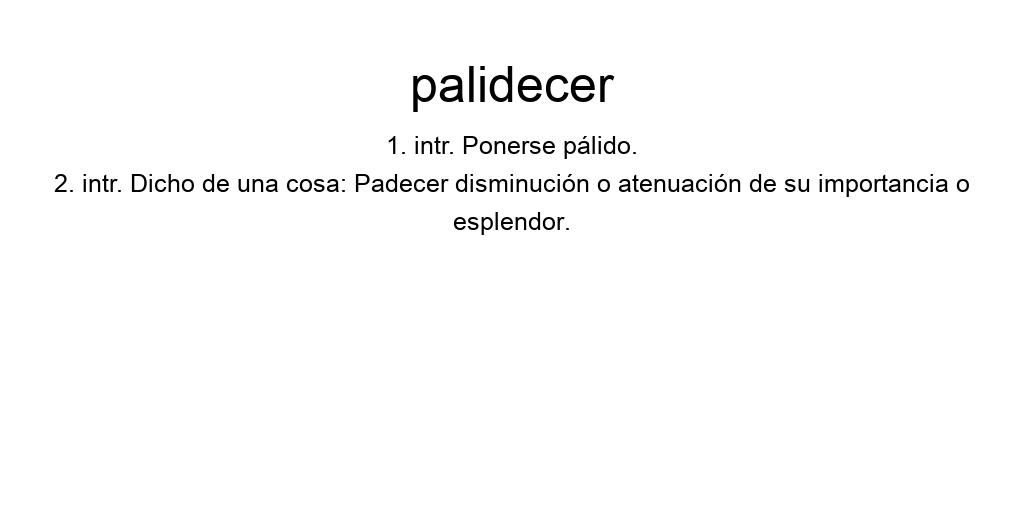 palidecer
1. intr. Ponerse pálido.
2. intr. Dicho de una cosa: Padecer disminución o atenuación de su importancia o
esplendor.